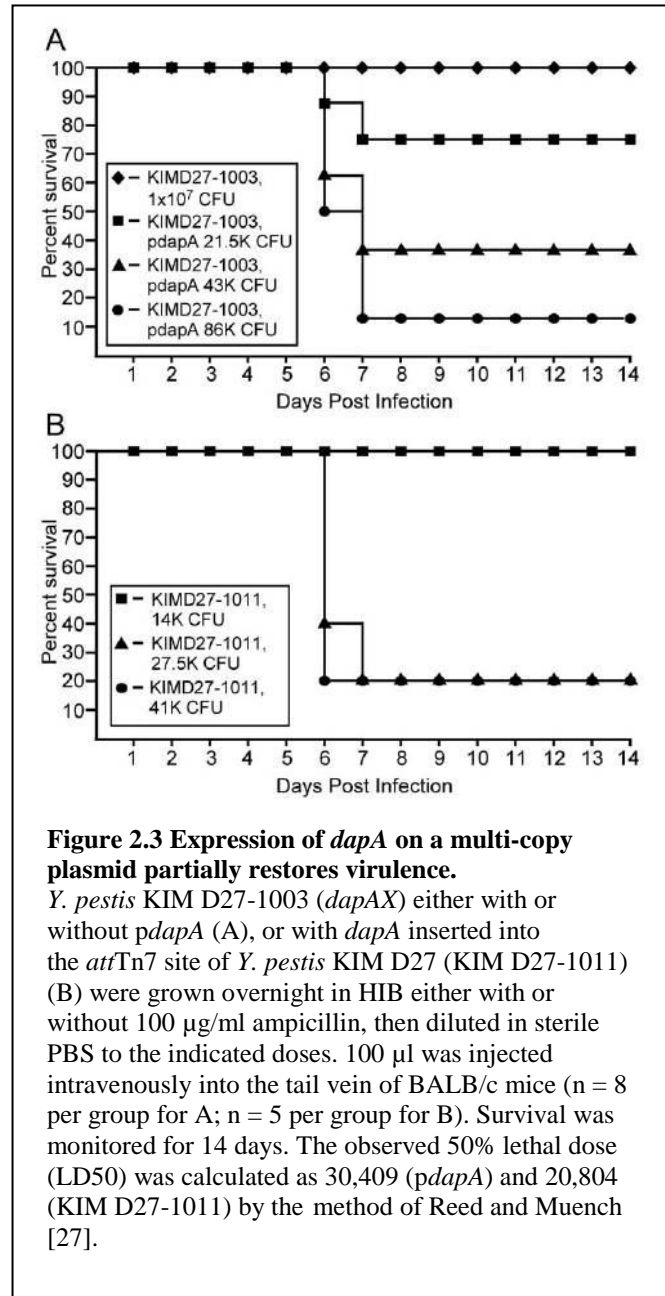 A
100
90
80
70
60
50
40
30
20
10
Percent survival
KIMD27-1003,
1x10⁷ CFU
KIMD27-1003,
pdapA 21.5K CFU
KIMD27-1003,
pdapA 43K CFU
KIMD27-1003,
pdapA 86K CFU
1 2 3 4 5 6 7 8 9 10 11 12 13 14
Days Post Infection
B
100
90
80
70
60
50
40
30
20
10
Percent survival
KIMD27-1011,
14K CFU
KIMD27-1011,
27.5K CFU
KIMD27-1011,
41K CFU
1 2 3 4 5 6 7 8 9 10 11 12 13 14
Days Post Infection
Figure 2.3 Expression of dapA on a multi-copy
plasmid partially restores virulence.
Y. pestis KIM D27-1003 (dapAX) either with or
without pdapA (A), or with dapA inserted into
the attTn7 site of Y. pestis KIM D27 (KIM D27-1011)
(B) were grown overnight in HIB either with or
without 100 µg/ml ampicillin, then diluted in sterile
PBS to the indicated doses. 100 µl was injected
intravenously into the tail vein of BALB/c mice (n = 8
per group for A; n = 5 per group for B). Survival was
monitored for 14 days. The observed 50% lethal dose
(LD50) was calculated as 30,409 (pdapA) and 20,804
(KIM D27-1011) by the method of Reed and Muench
[27].